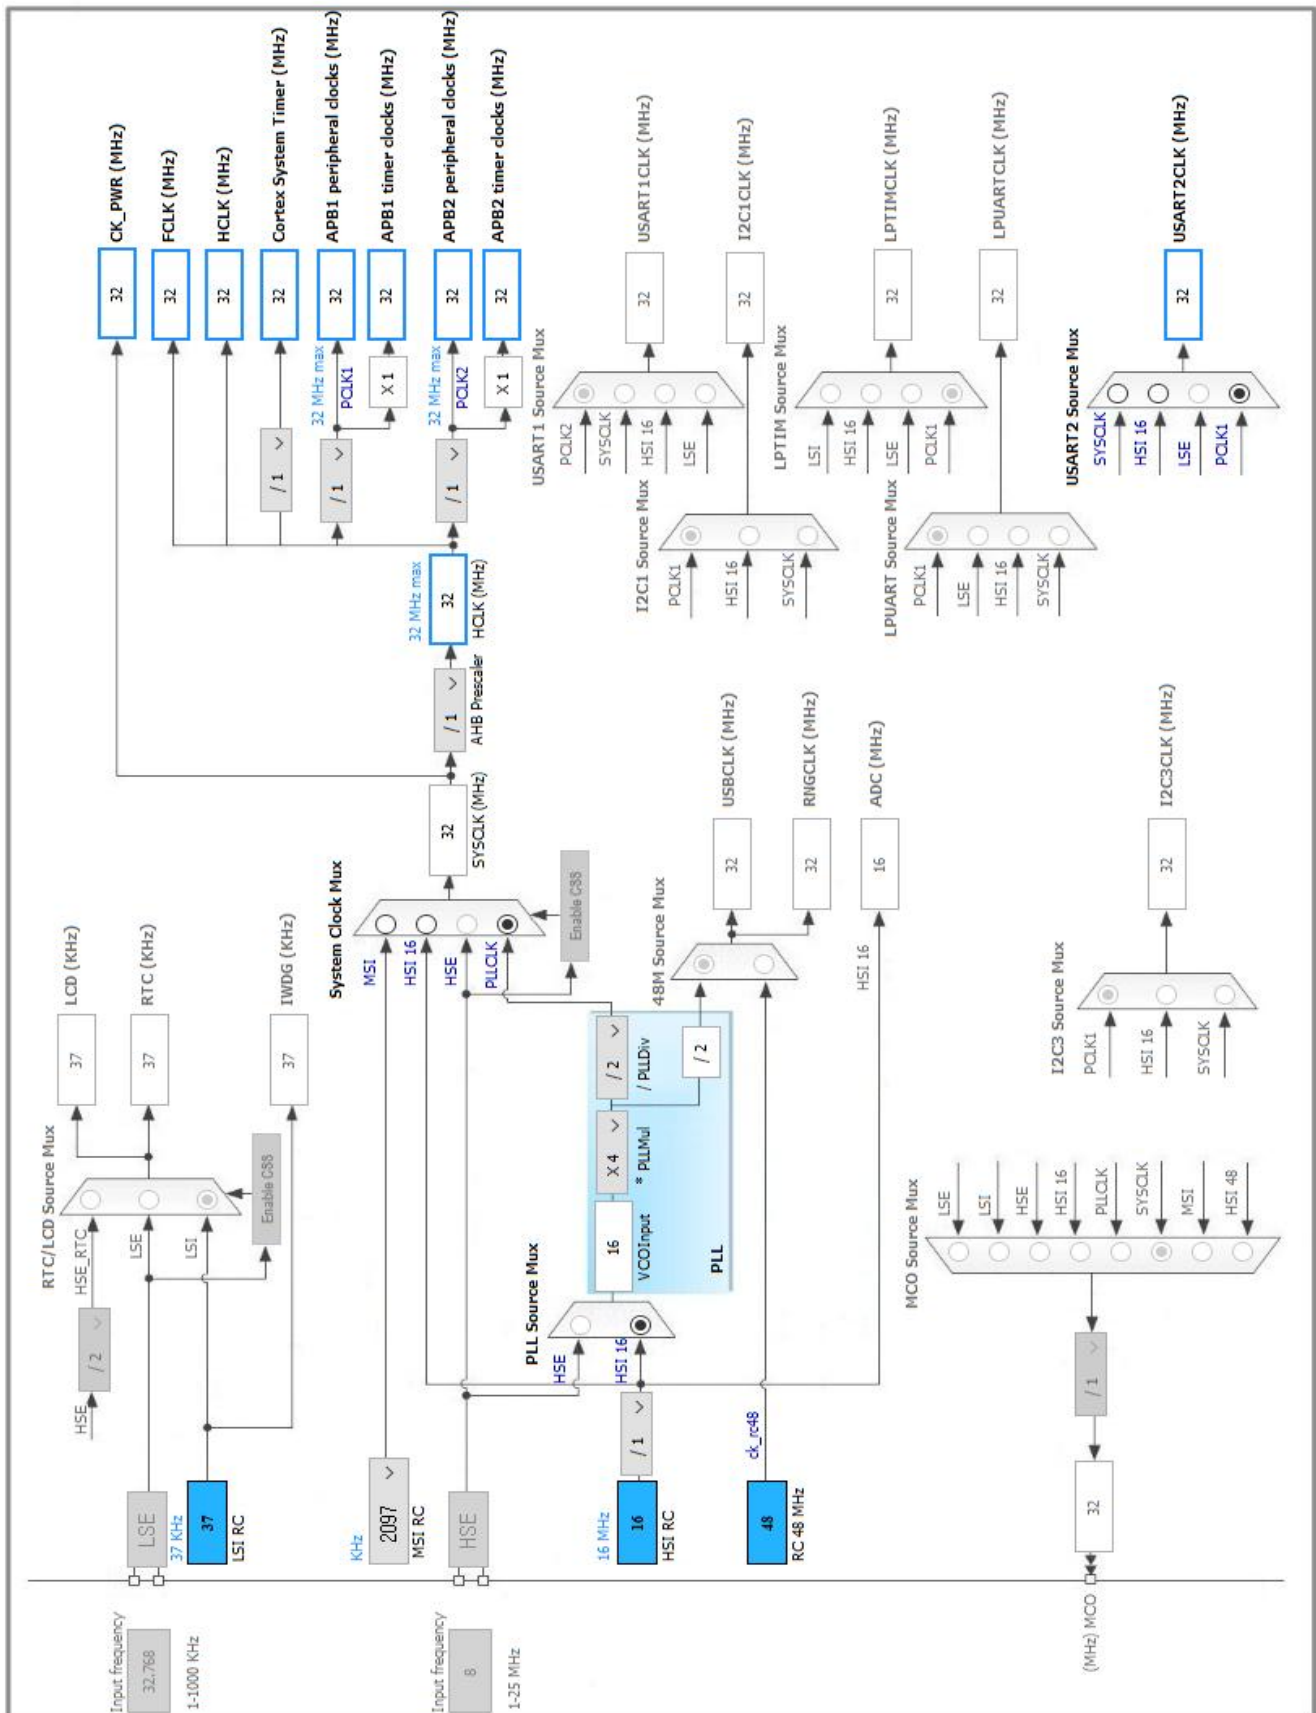 Input frequency
32.768
1-1000 KHz
LSE
37 KHz
37
LSI RC
HSE
/ 2
HSE_RTC
LSE
LSI
RTC/LCD Source Mux
Enable CSS
37
LCD (KHz)
37
RTC (KHz)
37
IWDG (KHz)
Input frequency
8
1-25 MHz
KHz
2097
MSI RC
HSE
16 MHz
16
HSI RC
/ 1
48
RC 48 MHz
ck_rc48
PLL Source Mux
HSE
HSI 16
16
VCOInput
X 4
* PLLMul
/ 2
/ PLLDiv
/ 2
PLL
System Clock Mux
MSI
HSI 16
HSE
PLLCLK
Enable CSS
48M Source Mux
32
USBCLK (MHz)
32
RNGCLK (MHz)
HSI 16
16
ADC (MHz)
32
SYSCLK (MHz)
/ 1
AHB Prescaler
32 MHz max
32
HCLK (MHz)
/ 1
/ 1
/ 1
32 MHz max
PCLK1
X 1
32 MHz max
PCLK2
X 1
32
CK_PWR (MHz)
32
FCLK (MHz)
32
HCLK (MHz)
32
Cortex System Timer (MHz)
32
APB1 peripheral clocks (MHz)
32
APB1 timer clocks (MHz)
32
APB2 peripheral clocks (MHz)
32
APB2 timer clocks (MHz)
USART1 Source Mux
PCLK2
SYSCLK
HSI 16
LSE
32
USART1CLK (MHz)
I2C1 Source Mux
PCLK1
HSI 16
SYSCLK
32
I2C1CLK (MHz)
LPTIM Source Mux
LSI
HSI 16
LSE
PCLK1
32
LPTIMCLK (MHz)
LPUART Source Mux
PCLK1
LSE
HSI 16
SYSCLK
32
LPUARTCLK (MHz)
USART2 Source Mux
SYSCLK
HSI 16
LSE
PCLK1
32
USART2CLK (MHz)
I2C3 Source Mux
PCLK1
HSI 16
SYSCLK
32
I2C3CLK (MHz)
MCO Source Mux
LSE
LSI
HSE
HSI 16
PLLCLK
SYSCLK
MSI
HSI 48
/ 1
32
(MHz) MCO